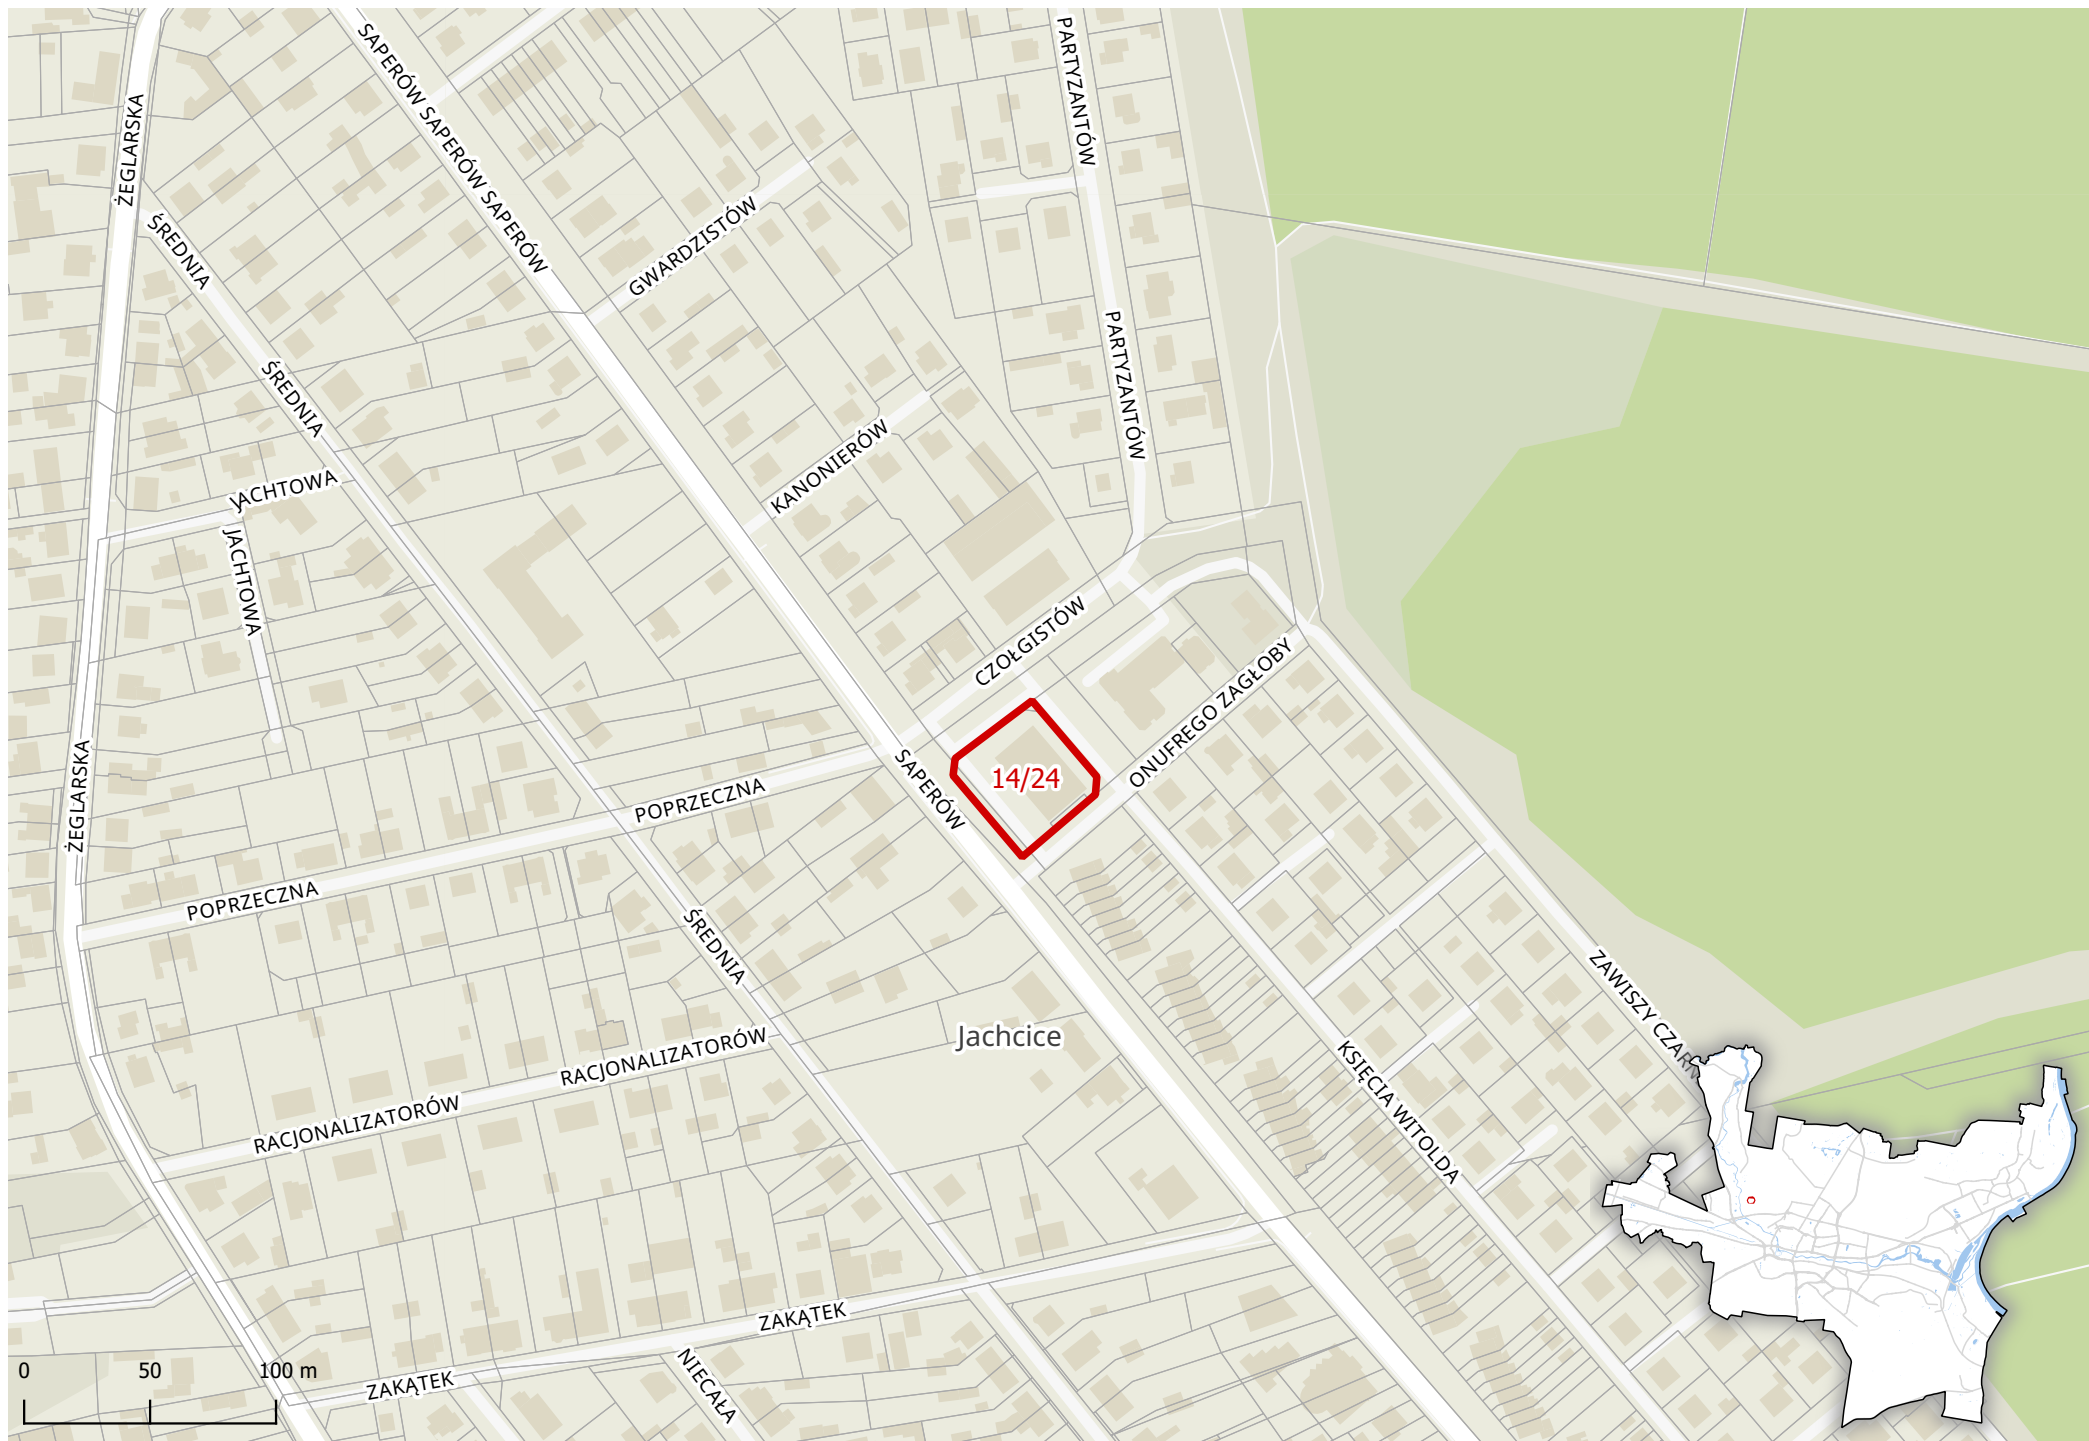 SAPERÓW SAPERÓW SAPERÓW
PARTYZANTÓW
ŻEGLARSKA
ŚREDNIA
GWARDZISTÓW
PARTYZANTÓW
ŚREDNIA
KANONIERÓW
JACHTOWA
JACHTOWA
CZOŁGISTÓW
ONUFREGO ZAGŁOBY
ŻEGLARSKA
SAPERÓW
14/24
POPRZECZNA
POPRZECZNA
ŚREDNIA
ZAWISZY CZARN
Jachcice
RACJONALIZATORÓW
KSIĘCIA WITOLDA
RACJONALIZATORÓW
ZAKĄTEK
NIECAŁA
ZAKĄTEK
0 50 100 m